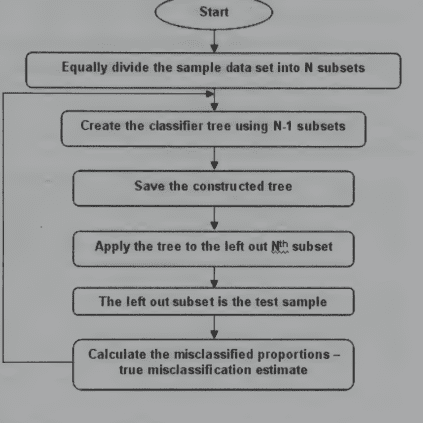 Start
Equally divide the sample data set into N subsets
Create the classifier tree using N-1 subsets
Save the constructed tree
Apply the tree to the left out Nth subset
The left out subset is the test sample
Calculate the misclassified proportions –
true misclassification estimate